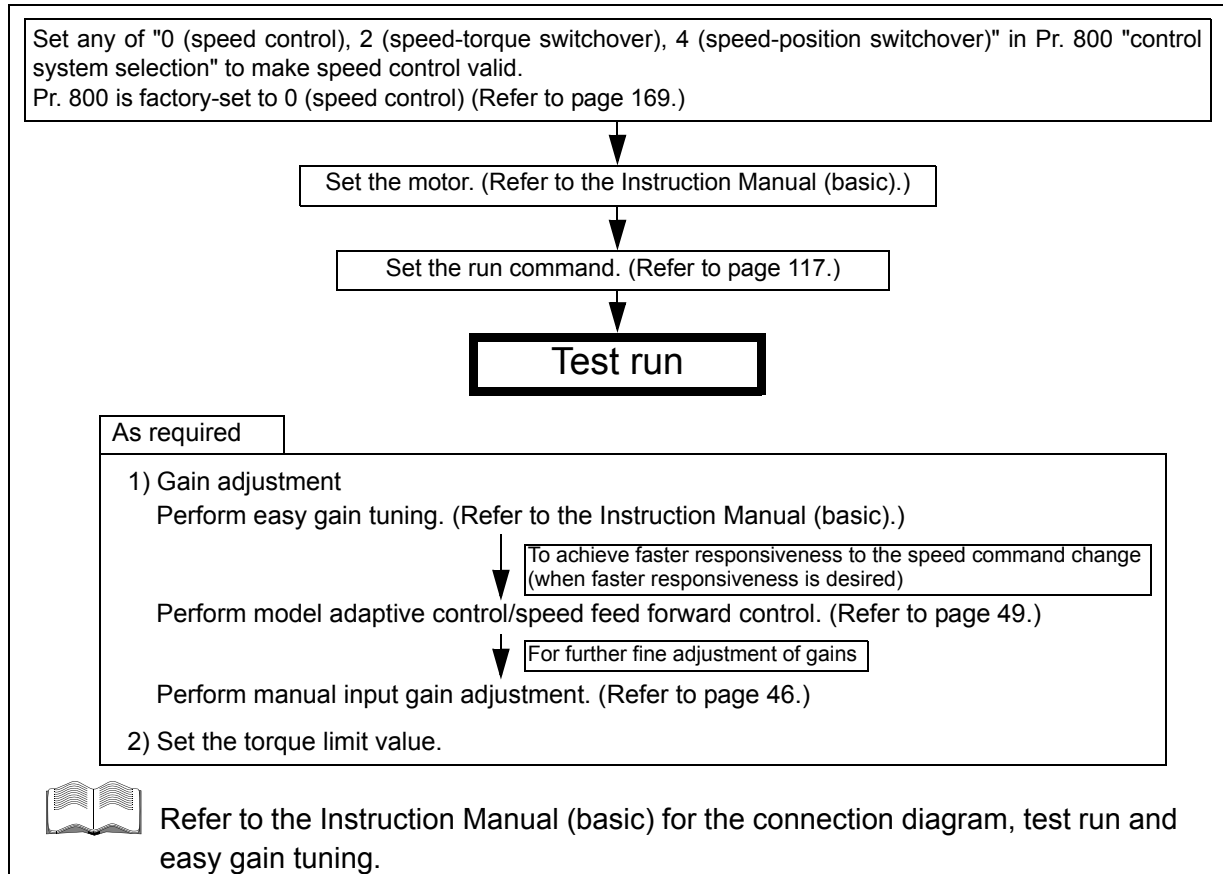 Set any of "0 (speed control), 2 (speed-torque switchover), 4 (speed-position switchover)" in Pr. 800 "control
system selection" to make speed control valid.
Pr. 800 is factory-set to 0 (speed control) (Refer to page 169.)
Set the motor. (Refer to the Instruction Manual (basic).)
Set the run command. (Refer to page 117.)
Test run
As required
1) Gain adjustment
Perform easy gain tuning. (Refer to the Instruction Manual (basic).)
To achieve faster responsiveness to the speed command change
(when faster responsiveness is desired)
Perform model adaptive control/speed feed forward control. (Refer to page 49.)
For further fine adjustment of gains
Perform manual input gain adjustment. (Refer to page 46.)
2) Set the torque limit value.
Refer to the Instruction Manual (basic) for the connection diagram, test run and
easy gain tuning.